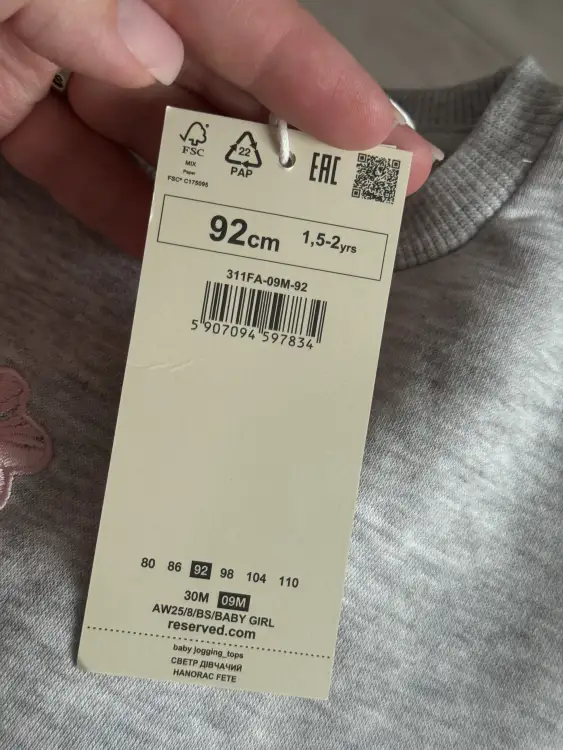 FSC
MIX
Paper
FSC® C175095
22
PAP
EAC
92cm 1,5-2yrs
311FA-09M-92
5 907094 597834
80 86 92 98 104 110
30M 09M
AW25/8/BS/BABY GIRL
reserved.com
baby jogging_tops
СВЕТР ДІВЧАЧИЙ
HANORAC FETE